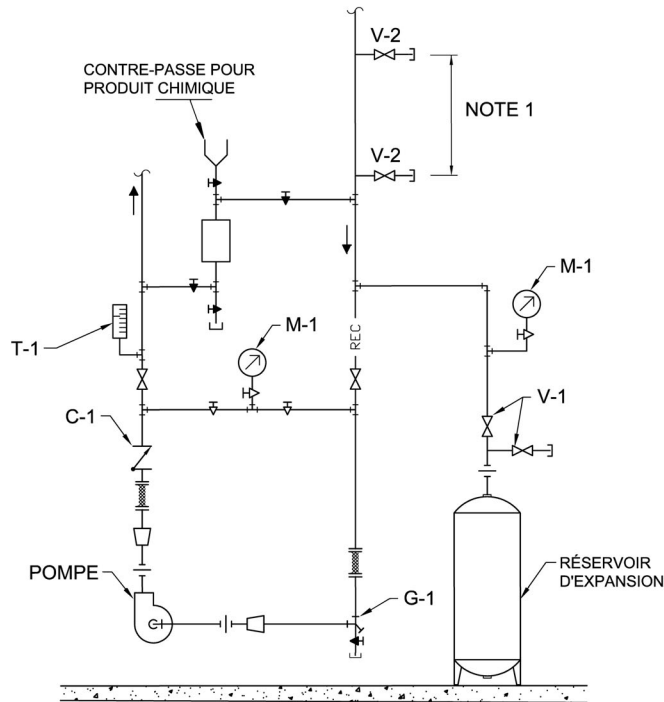 V-2
CONTRE-PASSE POUR
PRODUIT CHIMIQUE
NOTE 1
V-2
M-1
M-1
T-1
REC
V-1
C-1
POMPE
RÉSERVOIR
D'EXPANSION
G-1